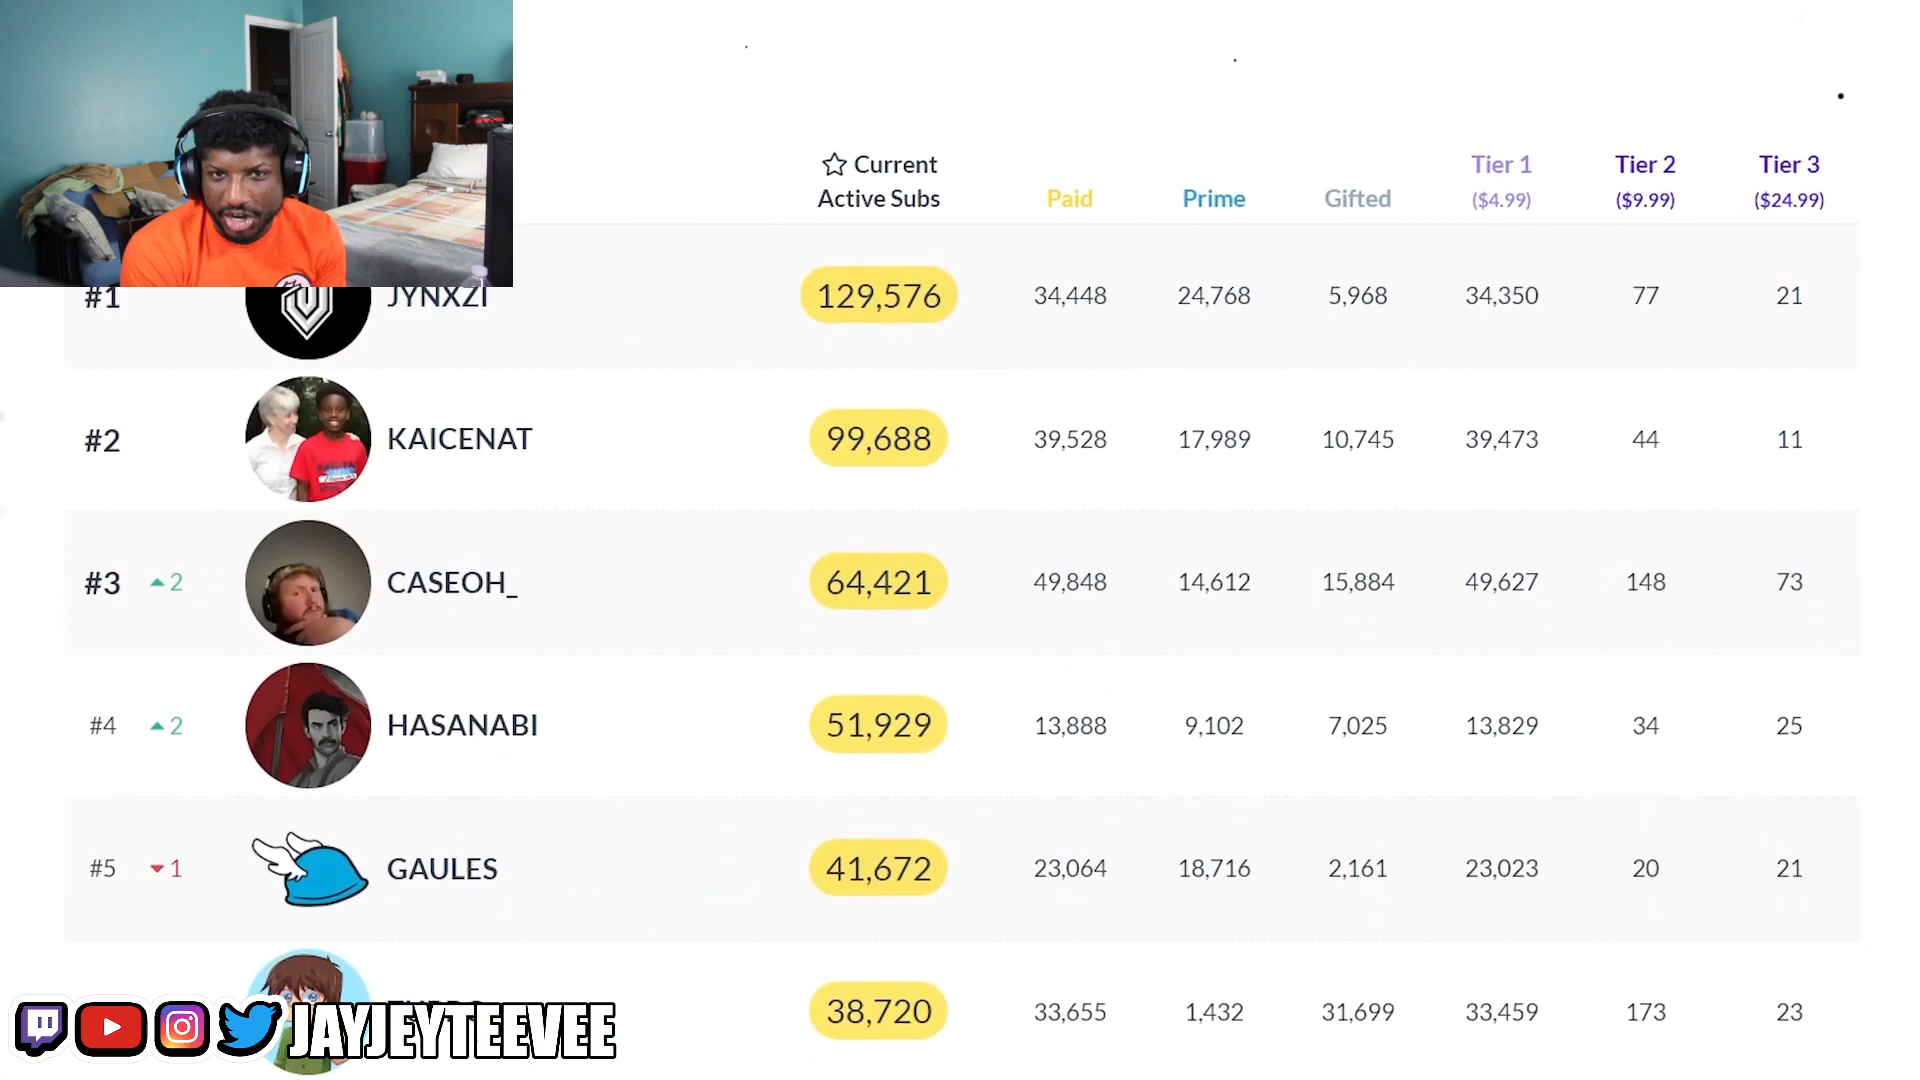 ☆ Current
Active Subs Paid Prime Gifted Tier 1 ($4.99) Tier 2 ($9.99) Tier 3 ($24.99)
#1 JYNXZI 129,576 34,448 24,768 5,968 34,350 77 21
#2 KAICENAT 99,688 39,528 17,989 10,745 39,473 44 11
#3 2 CASEOH_ 64,421 49,848 14,612 15,884 49,627 148 73
#4 2 HASANABI 51,929 13,888 9,102 7,025 13,829 34 25
#5 1 GAULES 41,672 23,064 18,716 2,161 23,023 20 21
38,720 33,655 1,432 31,699 33,459 173 23
JAYJEYTEEVEE